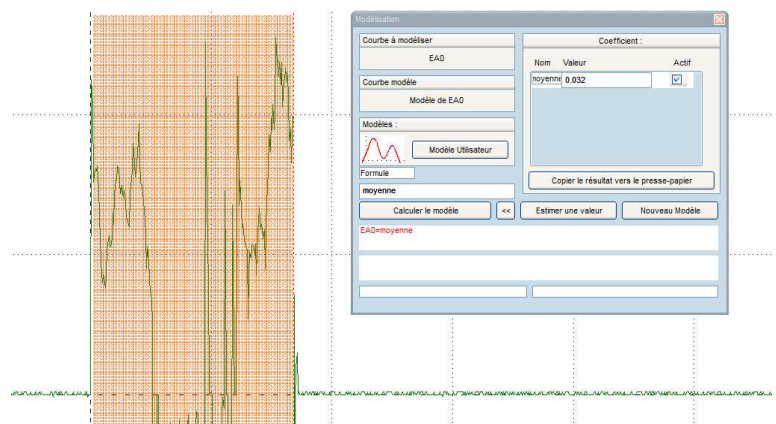 Modélisation
Courbe à modéliser
EA0
Courbe modèle
Modèle de EA0
Modèles :
Modèle Utilisateur
Formule
moyenne
Coefficient :
Nom Valeur Actif
moyenne 0.032
Copier le résultat vers le presse-papier
Calculer le modèle << Estimer une valeur Nouveau Modèle
EA0=moyenne